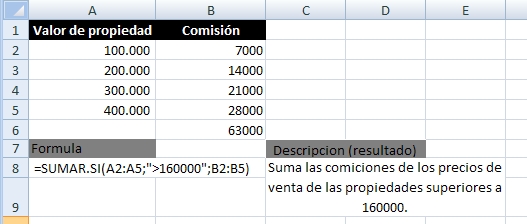 A B C D E
1 Valor de propiedad Comisión
2 100.000 7000
3 200.000 14000
4 300.000 21000
5 400.000 28000
6 63000
7 Formula Descripcion (resultado)
8 =SUMAR.SI(A2:A5;">160000";B2:B5) Suma las comiciones de los precios de
venta de las propiedades superiores a
9 160000.